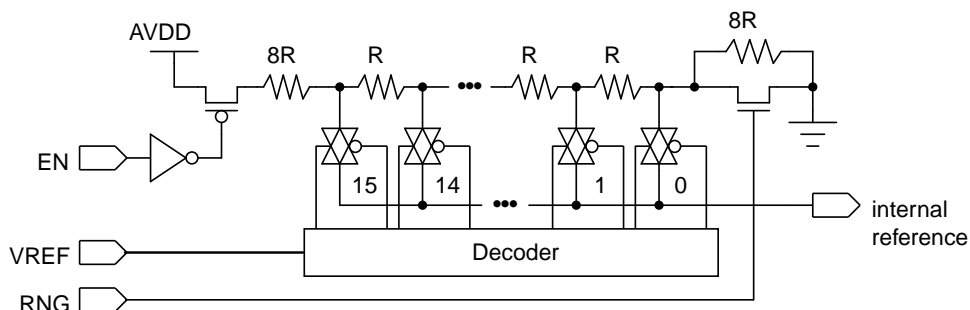 AVDD
8R
R
R
R
8R
EN
15
14
1
0
internal
reference
VREF
Decoder
RNG